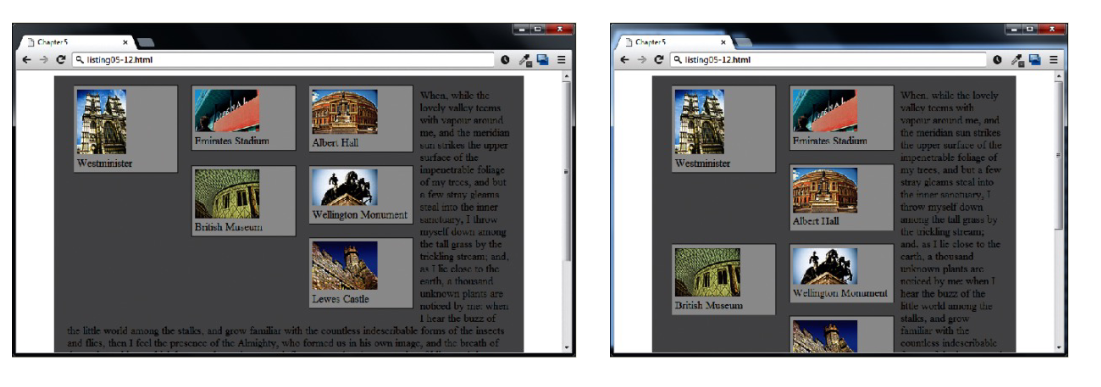 Chapter5
listing05-12.html
Westminister
Emirates Stadium
Albert Hall
British Museum
Wellington Monument
Lewes Castle
When, while the
lovely valley teems
with vapour around
me, and the meridian
sun strikes the upper
surface of the
impenetrable foliage
of my trees, and but
a few stray gleams
steal into the inner
sanctuary, I throw
myself down among
the tall grass by the
trickling stream; and,
as I lie close to the
earth, a thousand
unknown plants are
noticed by me: when
I hear the buzz of
the little world among the stalks, and grow familiar with the countless indescribable forms of the insects
and flies, then I feel the presence of the Almighty, who formed us in his own image, and the breath of
Chapter5
listing05-12.html
Westminister
Emirates Stadium
Albert Hall
British Museum
Wellington Monument
When, while the lovely
valley teems with
vapour around me, and
the meridian sun strikes
the upper surface of the
impenetrable foliage of
my trees, and but a few
stray gleams steal into
the inner sanctuary, I
throw myself down
among the tall grass by
the trickling stream;
and, as I lie close to the
earth, a thousand
unknown plants are
noticed by me: when I
hear the buzz of the
little world among the
stalks, and grow
familiar with the
countless indescribable